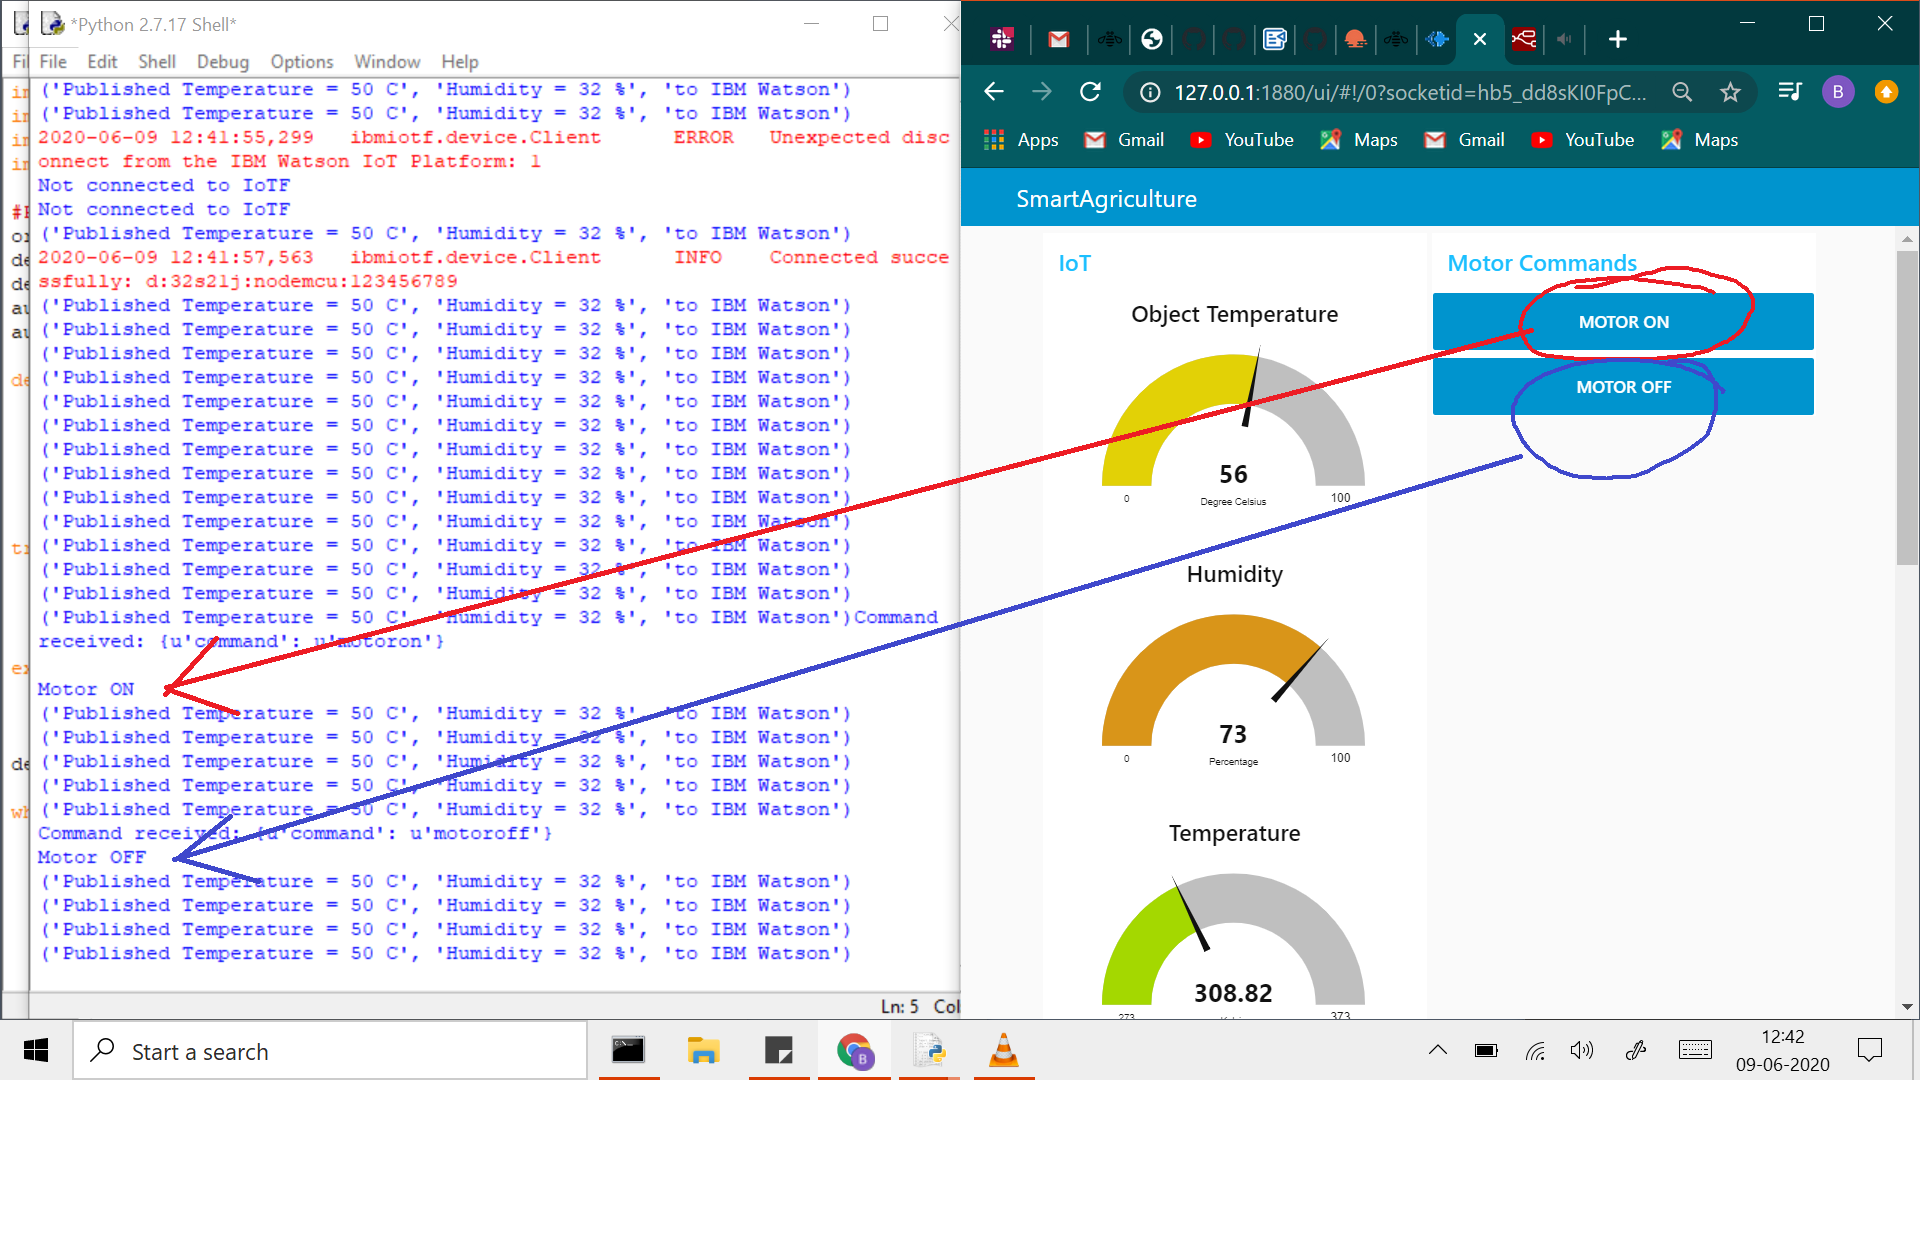 *Python 2.7.17 Shell*
File Edit Shell Debug Options Window Help
('Published Temperature = 50 C', 'Humidity = 32 %', 'to IBM Watson')
('Published Temperature = 50 C', 'Humidity = 32 %', 'to IBM Watson')
2020-06-09 12:41:55,299 ibmiotf.device.Client ERROR Unexpected disc
onnect from the IBM Watson IoT Platform: 1
Not connected to IoTF
Not connected to IoTF
('Published Temperature = 50 C', 'Humidity = 32 %', 'to IBM Watson')
2020-06-09 12:41:57,563 ibmiotf.device.Client INFO Connected succe
ssfully: d:32s21j:nodemcu:123456789
('Published Temperature = 50 C', 'Humidity = 32 %', 'to IBM Watson')
('Published Temperature = 50 C', 'Humidity = 32 %', 'to IBM Watson')
('Published Temperature = 50 C', 'Humidity = 32 %', 'to IBM Watson')
('Published Temperature = 50 C', 'Humidity = 32 %', 'to IBM Watson')
('Published Temperature = 50 C', 'Humidity = 32 %', 'to IBM Watson')
('Published Temperature = 50 C', 'Humidity = 32 %', 'to IBM Watson')
('Published Temperature = 50 C', 'Humidity = 32 %', 'to IBM Watson')
('Published Temperature = 50 C', 'Humidity = 32 %', 'to IBM Watson')
('Published Temperature = 50 C', 'Humidity = 32 %', 'to IBM Watson')
('Published Temperature = 50 C', 'Humidity = 32 %', 'to IBM Watson')
('Published Temperature = 50 C', 'Humidity = 32 %', 'to IBM Watson')
('Published Temperature = 50 C', 'Humidity = 32 %', 'to IBM Watson')
('Published Temperature = 50 C', 'Humidity = 32 %', 'to IBM Watson')
('Published Temperature = 50 C', 'Humidity = 32 %', 'to IBM Watson')Command
received: {u'command': u'motoron'}
Motor ON
('Published Temperature = 50 C', 'Humidity = 32 %', 'to IBM Watson')
('Published Temperature = 50 C', 'Humidity = 32 %', 'to IBM Watson')
('Published Temperature = 50 C', 'Humidity = 32 %', 'to IBM Watson')
('Published Temperature = 50 C', 'Humidity = 32 %', 'to IBM Watson')
('Published Temperature = 50 C', 'Humidity = 32 %', 'to IBM Watson')
Command received: {u'command': u'motoroff'}
Motor OFF
('Published Temperature = 50 C', 'Humidity = 32 %', 'to IBM Watson')
('Published Temperature = 50 C', 'Humidity = 32 %', 'to IBM Watson')
('Published Temperature = 50 C', 'Humidity = 32 %', 'to IBM Watson')
('Published Temperature = 50 C', 'Humidity = 32 %', 'to IBM Watson')
Ln: 5 Col
127.0.0.1:1880/ui/#!/0?socketid=hb5_dd8sKI0FpC... B
Apps Gmail YouTube Maps Gmail YouTube Maps
SmartAgriculture
IoT
Object Temperature
56
Degree Celsius
0 100
Humidity
73
Percentage
0 100
Temperature
308.82
273 373
Motor Commands
MOTOR ON
MOTOR OFF
Start a search
B
12:42
09-06-2020